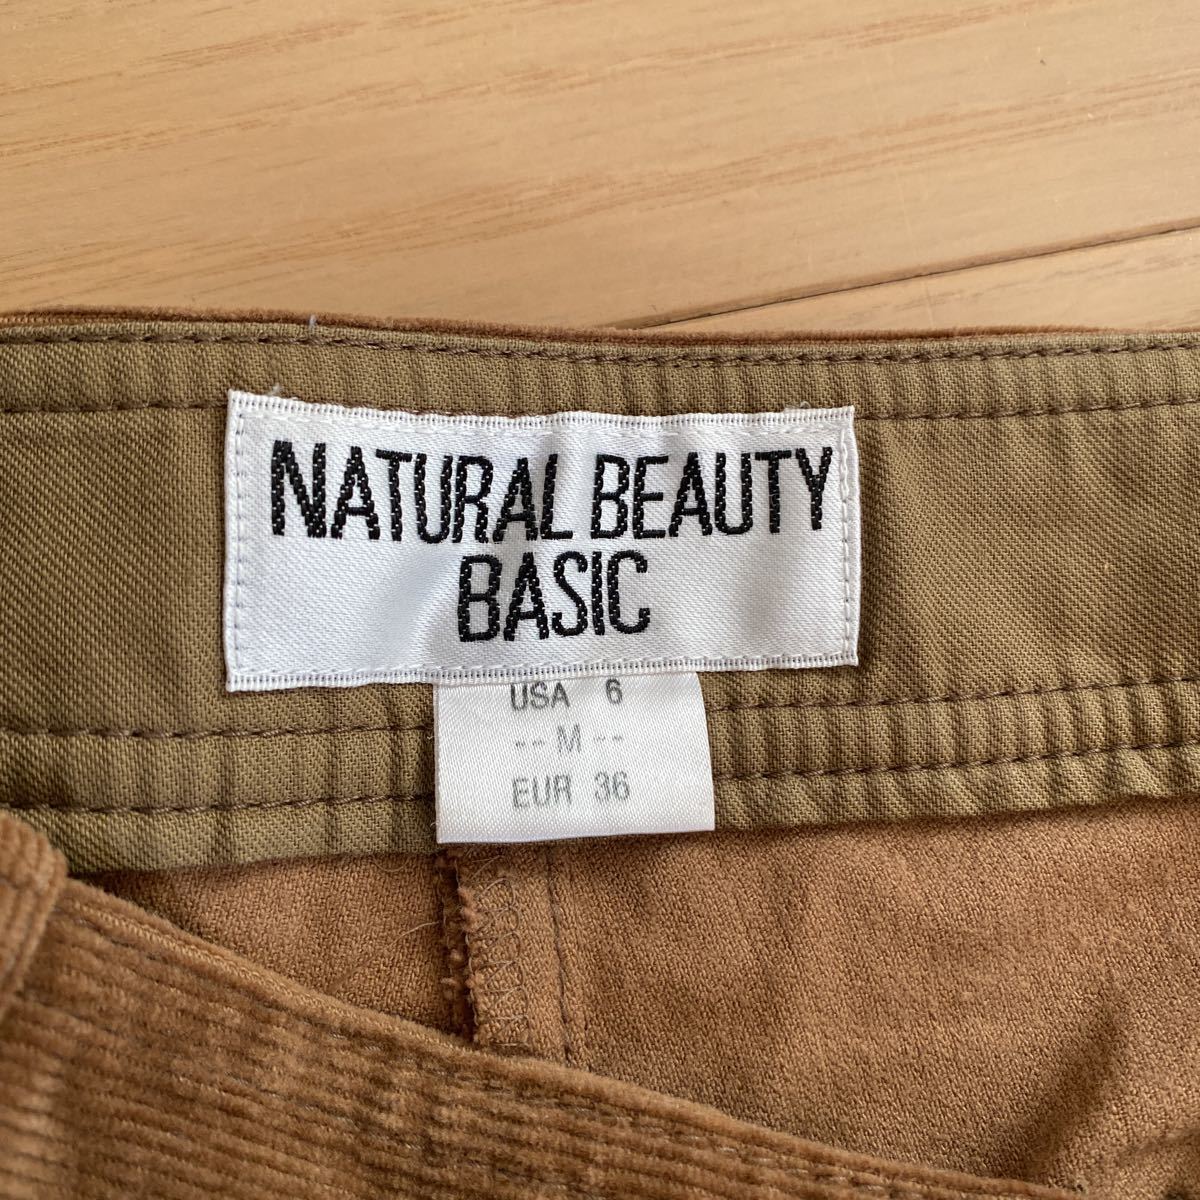 NATURAL BEAUTY
BASIC
USA 6
-- M --
EUR 36